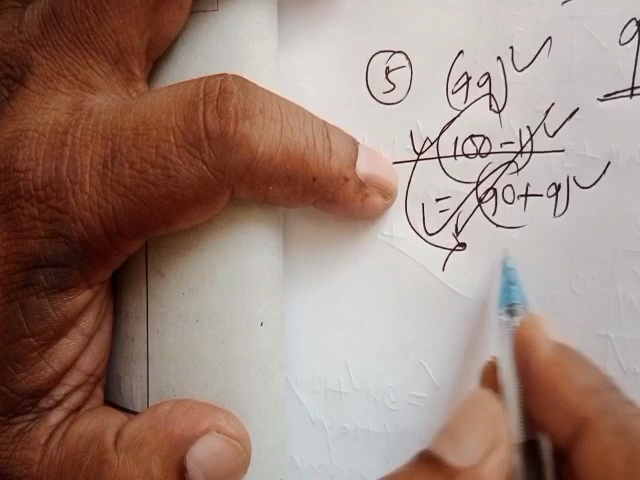 ⑤ (99)²
(100-1)²
= (90+9)²